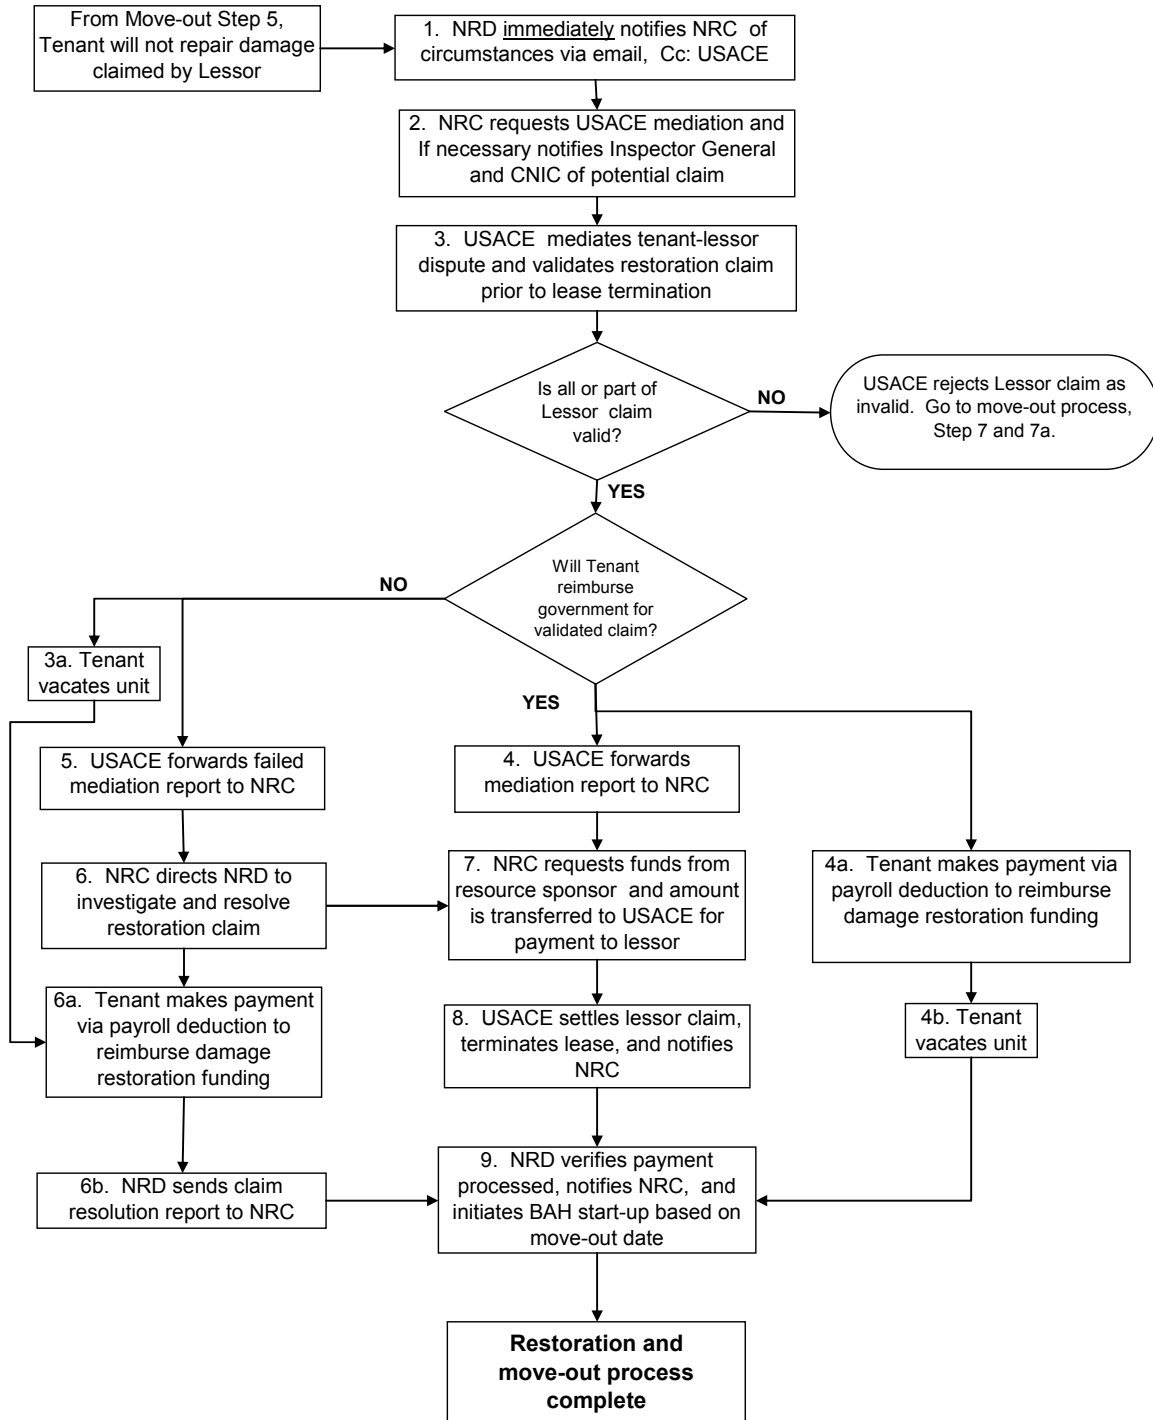 From Move-out Step 5,
Tenant will not repair damage
claimed by Lessor
1. NRD immediately notifies NRC of
circumstances via email, Cc: USACE
2. NRC requests USACE mediation and
If necessary notifies Inspector General
and CNIC of potential claim
3. USACE mediates tenant-lessor
dispute and validates restoration claim
prior to lease termination
Is all or part of
Lessor claim
valid?
NO
USACE rejects Lessor claim as
invalid. Go to move-out process,
Step 7 and 7a.
YES
Will Tenant
reimburse
government for
validated claim?
NO
3a. Tenant
vacates unit
YES
5. USACE forwards failed
mediation report to NRC
4. USACE forwards
mediation report to NRC
6. NRC directs NRD to
investigate and resolve
restoration claim
7. NRC requests funds from
resource sponsor and amount
is transferred to USACE for
payment to lessor
4a. Tenant makes payment via
payroll deduction to reimburse
damage restoration funding
6a. Tenant makes payment
via payroll deduction to
reimburse damage
restoration funding
8. USACE settles lessor claim,
terminates lease, and notifies
NRC
4b. Tenant
vacates unit
6b. NRD sends claim
resolution report to NRC
9. NRD verifies payment
processed, notifies NRC, and
initiates BAH start-up based on
move-out date
Restoration and
move-out process
complete